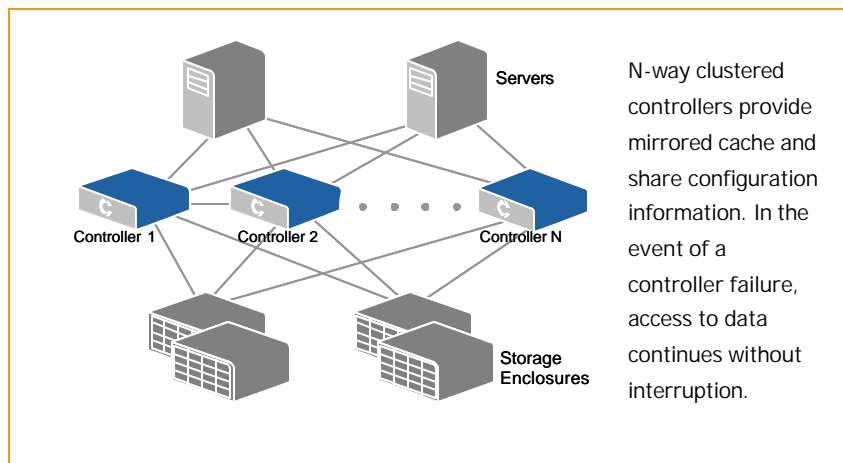 Servers
Controller 1
Controller 2
Controller N
Storage
Enclosures
N-way clustered
controllers provide
mirrored cache and
share configuration
information. In the
event of a
controller failure,
access to data
continues without
interruption.